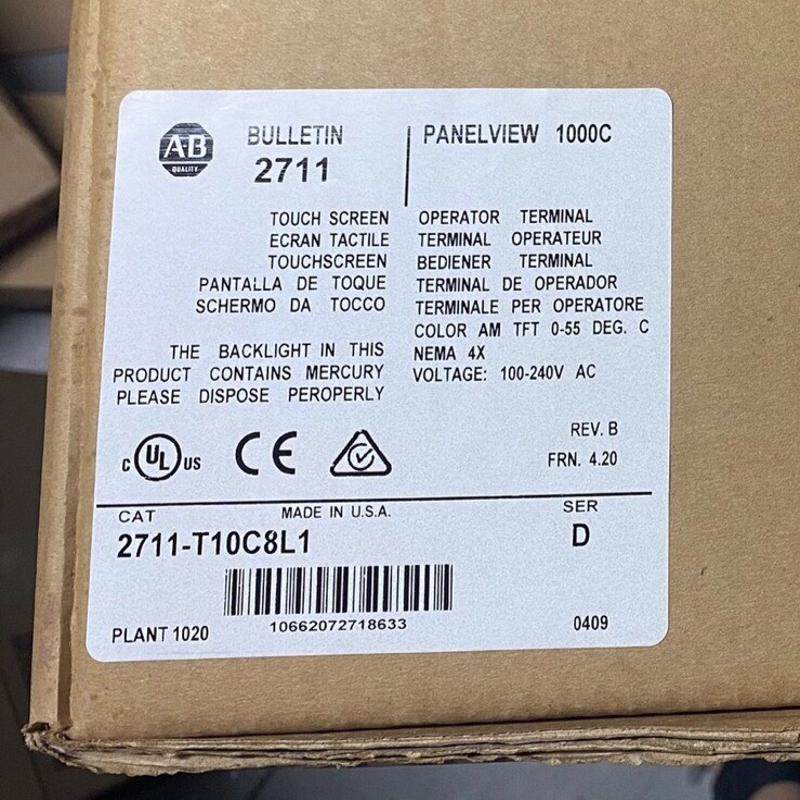 AB
QUALITY
BULLETIN
2711
PANELVIEW 1000C
TOUCH SCREEN OPERATOR TERMINAL
ECRAN TACTILE TERMINAL OPERATEUR
TOUCHSCREEN BEDIENER TERMINAL
PANTALLA DE TOQUE TERMINAL DE OPERADOR
SCHERMO DA TOCCO TERMINALE PER OPERATORE
COLOR AM TFT 0-55 DEG. C
NEMA 4X
VOLTAGE: 100-240V AC
THE BACKLIGHT IN THIS
PRODUCT CONTAINS MERCURY
PLEASE DISPOSE PEROPERLY
C UL US CE
REV. B
FRN. 4.20
CAT MADE IN U.S.A. SER
2711-T10C8L1 D
10662072718633
PLANT 1020 0409